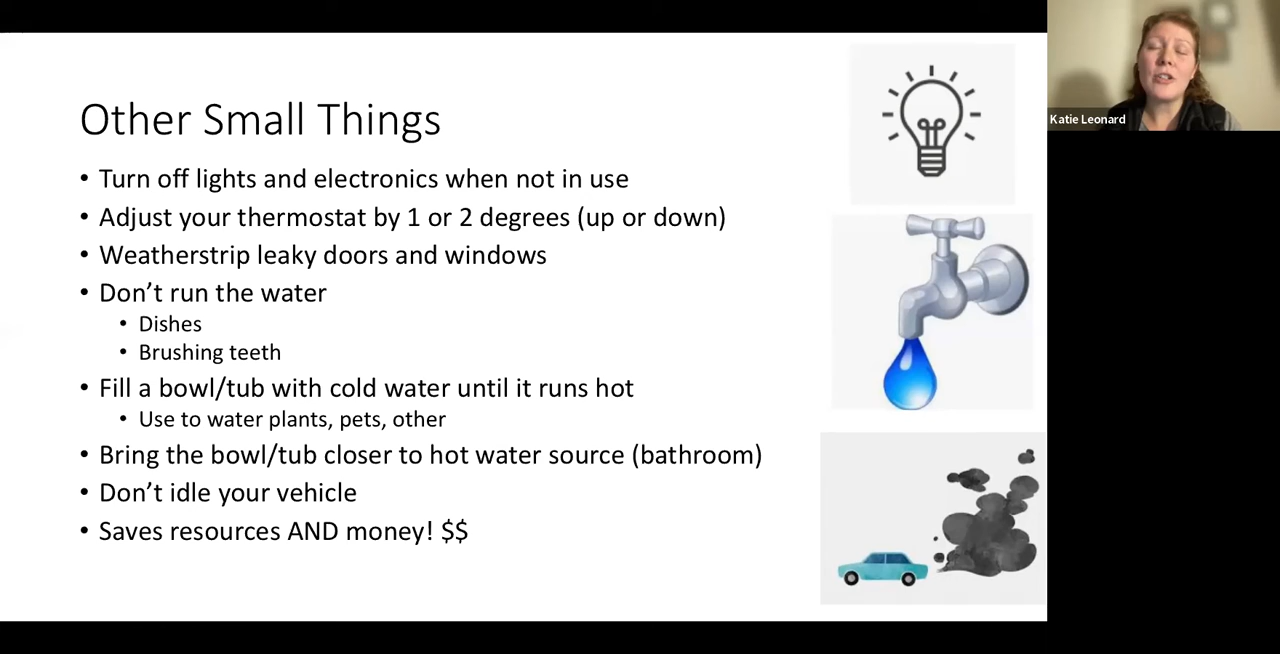 Other Small Things
• Turn off lights and electronics when not in use
• Adjust your thermostat by 1 or 2 degrees (up or down)
• Weatherstrip leaky doors and windows
• Don’t run the water
• Dishes
• Brushing teeth
• Fill a bowl/tub with cold water until it runs hot
• Use to water plants, pets, other
• Bring the bowl/tub closer to hot water source (bathroom)
• Don’t idle your vehicle
• Saves resources AND money! $$
Katie Leonard